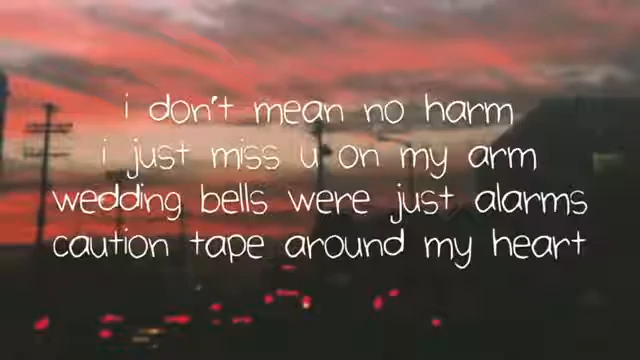 i don't mean no harm
i just miss u on my arm
wedding bells were just alarms
caution tape around my heart